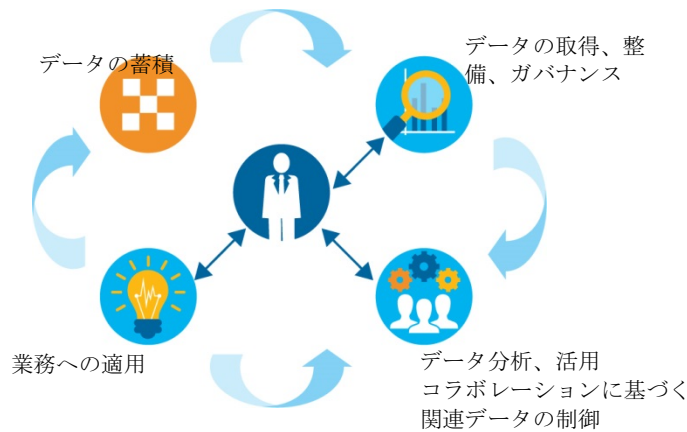 データの蓄積
データの取得、整
備、ガバナンス
業務への適用
データ分析、活用
コラボレーションに基づく
関連データの制御